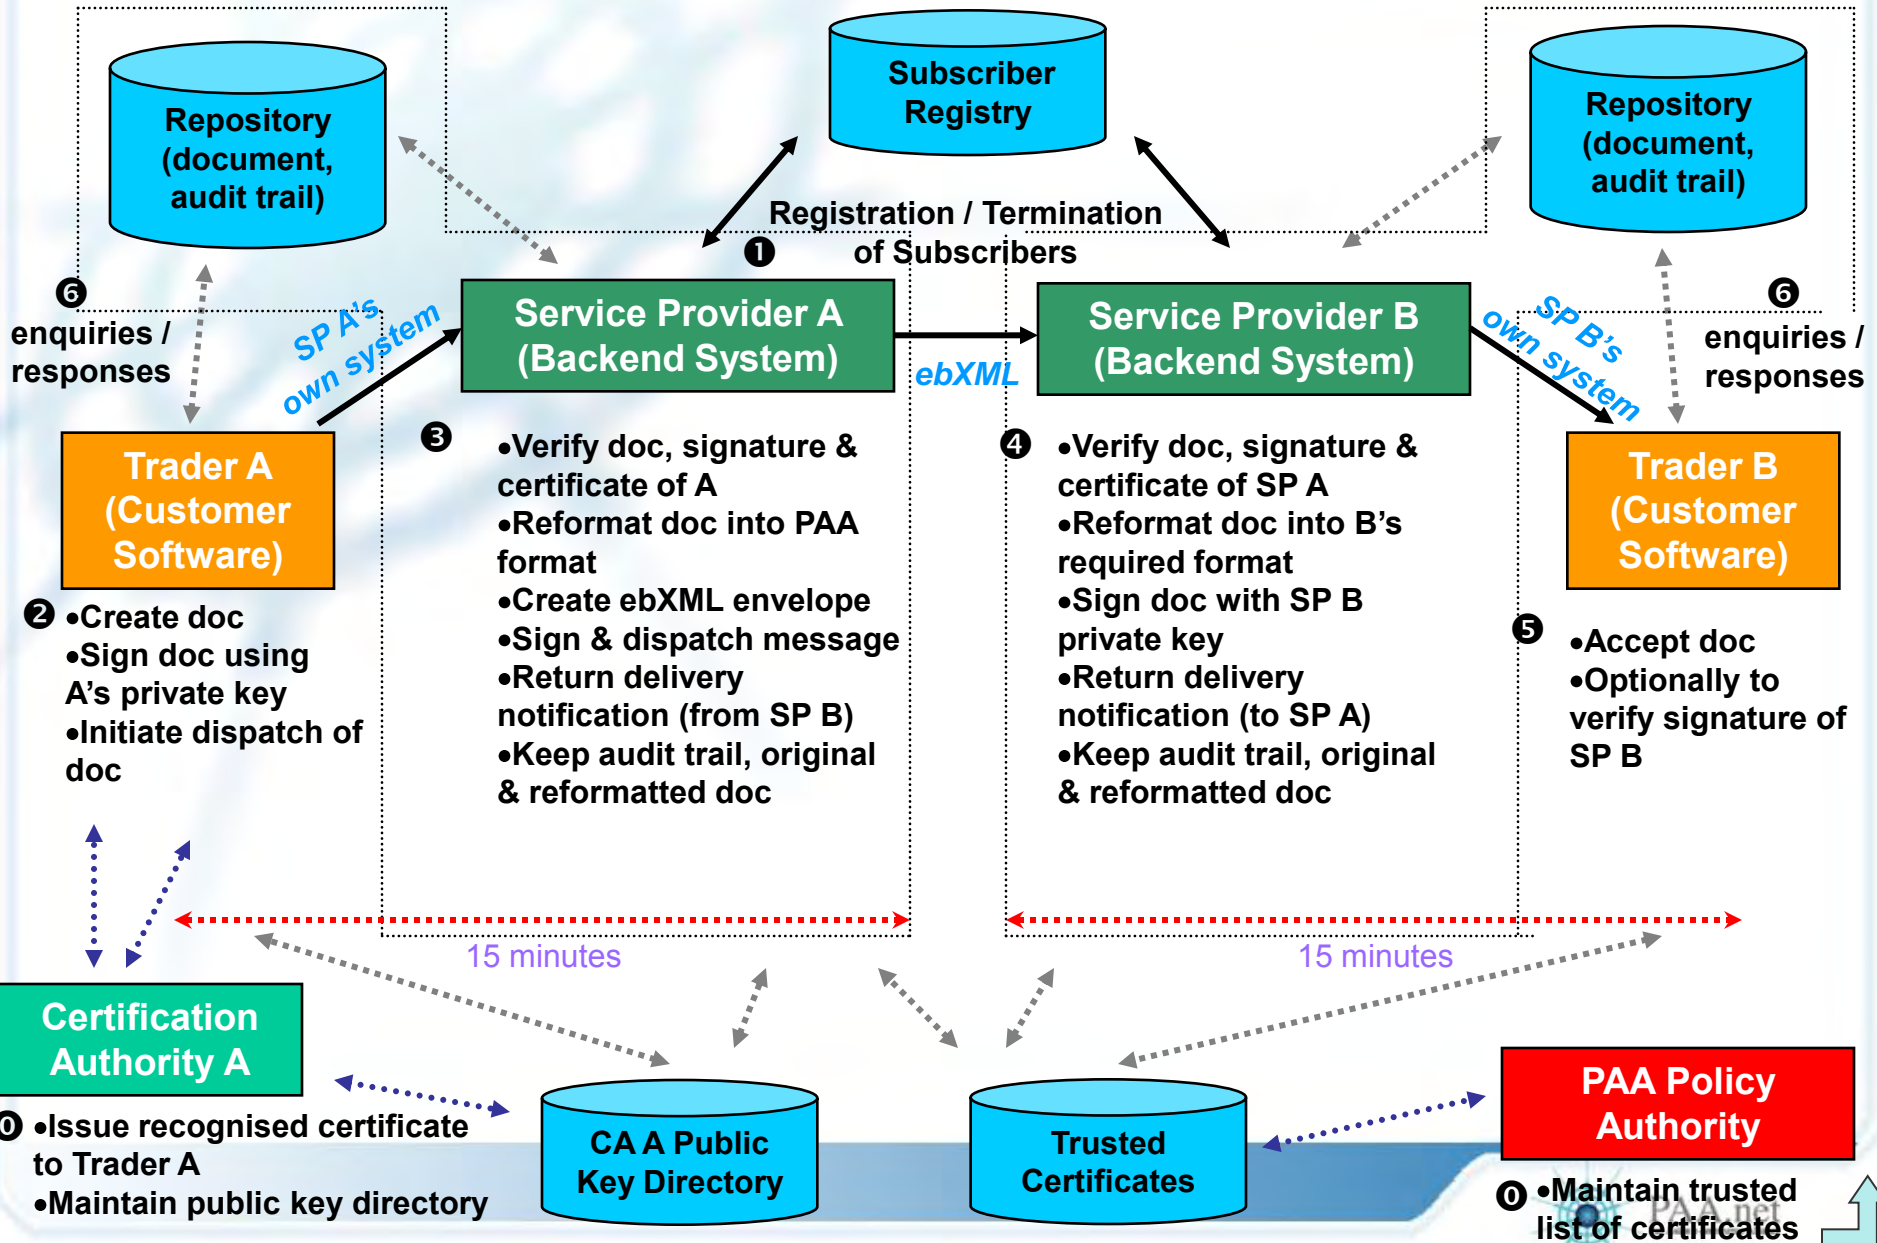 Repository
(document,
audit trail)
Subscriber
Registry
Repository
(document,
audit trail)
Registration / Termination
❶ of Subscribers
❻
enquiries /
responses
SP A's
own system
Service Provider A
(Backend System)
ebXML
Service Provider B
(Backend System)
SP B's
own system
❻
enquiries /
responses
Trader A
(Customer
Software)
❷ •Create doc
•Sign doc using
A's private key
•Initiate dispatch of
doc
❸ •Verify doc, signature &
certificate of A
•Reformat doc into PAA
format
•Create ebXML envelope
•Sign & dispatch message
•Return delivery
notification (from SP B)
•Keep audit trail, original
& reformatted doc
❹ •Verify doc, signature &
certificate of SP A
•Reformat doc into B's
required format
•Sign doc with SP B
private key
•Return delivery
notification (to SP A)
•Keep audit trail, original
& reformatted doc
Trader B
(Customer
Software)
❺ •Accept doc
•Optionally to
verify signature of
SP B
15 minutes
15 minutes
Certification
Authority A
⓿ •Issue recognised certificate
to Trader A
•Maintain public key directory
CA A Public
Key Directory
Trusted
Certificates
PAA Policy
Authority
⓿ •Maintain trusted
list of certificates
PAA.net